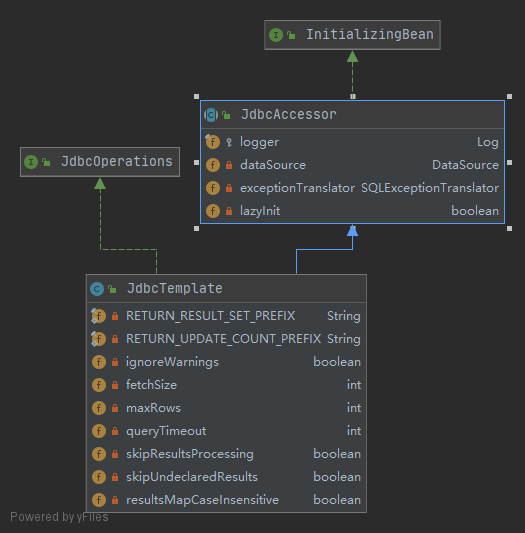 InitializingBean
JdbcAccessor
logger Log
dataSource DataSource
exceptionTranslator SQLExceptionTranslator
lazyInit boolean
JdbcOperations
JdbcTemplate
RETURN_RESULT_SET_PREFIX String
RETURN_UPDATE_COUNT_PREFIX String
ignoreWarnings boolean
fetchSize int
maxRows int
queryTimeout int
skipResultsProcessing boolean
skipUndeclaredResults boolean
resultsMapCaseInsensitive boolean
Powered by yFiles